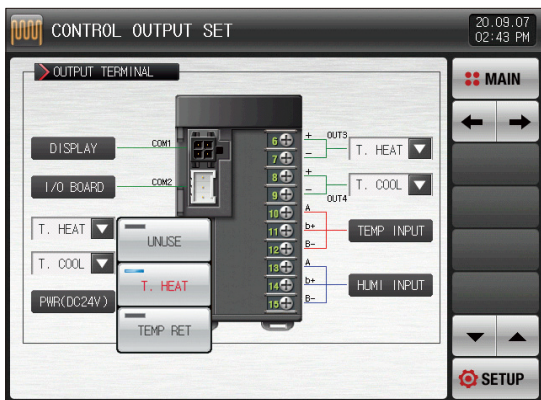 CONTROL OUTPUT SET
20.09.07
02:43 PM
OUTPUT TERMINAL
MAIN
DISPLAY
COM1
I/O BOARD
COM2
6
7
8
9
10
11
12
13
14
15
+ OUT3
-
+
- OUT4
A
b+
B-
A
b+
B-
T. HEAT
T. COOL
TEMP INPUT
HUMI INPUT
T. HEAT
T. COOL
PWR(DC24V)
UNUSE
T. HEAT
TEMP RET
SETUP